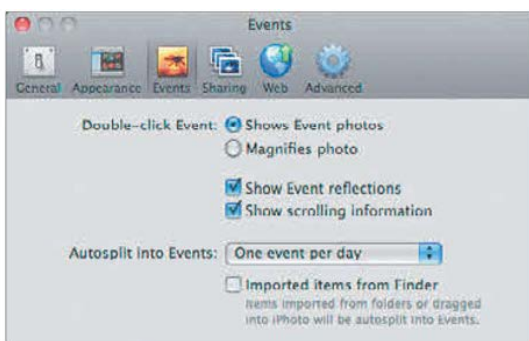 Events
General Appearance Events Sharing Web Advanced
Double-click Event: Shows Event photos
Magnifies photo
Show Event reflections
Show scrolling information
Autosplit into Events: One event per day
Imported items from Finder
Items imported from folders or dragged
into iPhoto will be autosplit into Events.